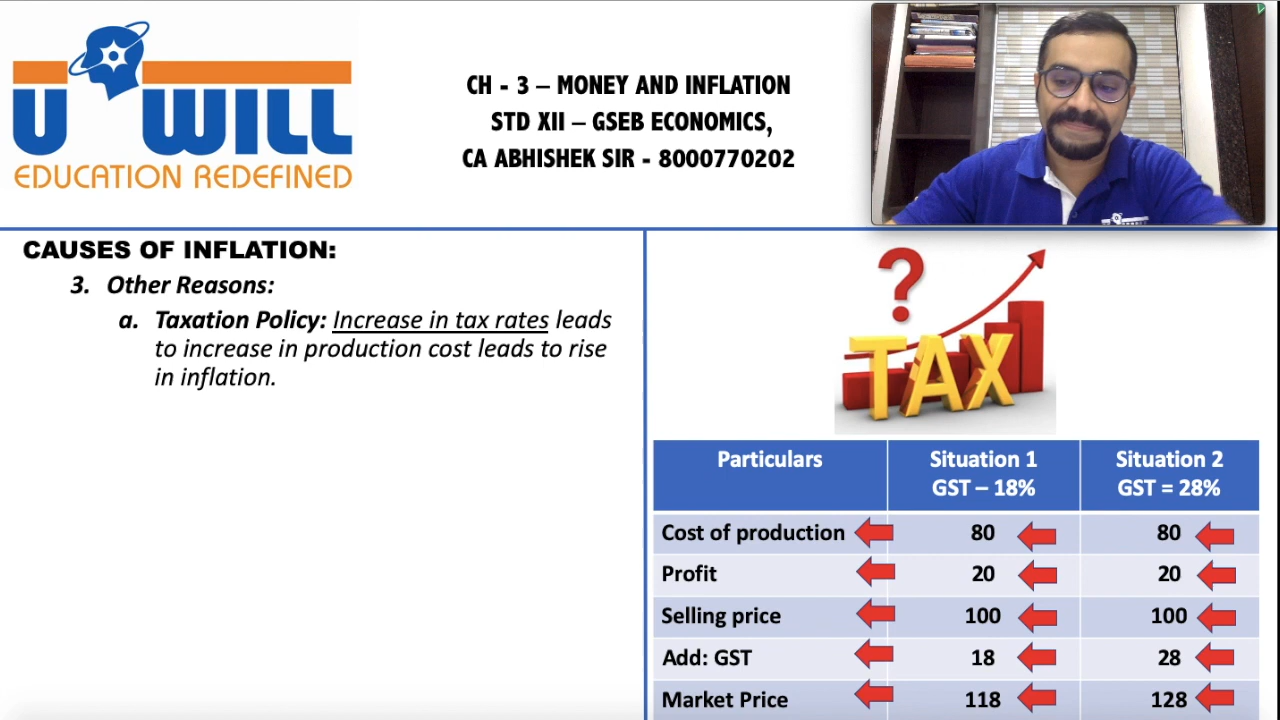 U WILL
EDUCATION REDEFINED
CH - 3 – MONEY AND INFLATION
STD XII – GSEB ECONOMICS,
CA ABHISHEK SIR - 8000770202
CAUSES OF INFLATION:
3. Other Reasons:
a. Taxation Policy: Increase in tax rates leads
to increase in production cost leads to rise
in inflation.
?
TAX
Particulars Situation 1 Situation 2
GST – 18% GST = 28%
Cost of production 80 80
Profit 20 20
Selling price 100 100
Add: GST 18 28
Market Price 118 128